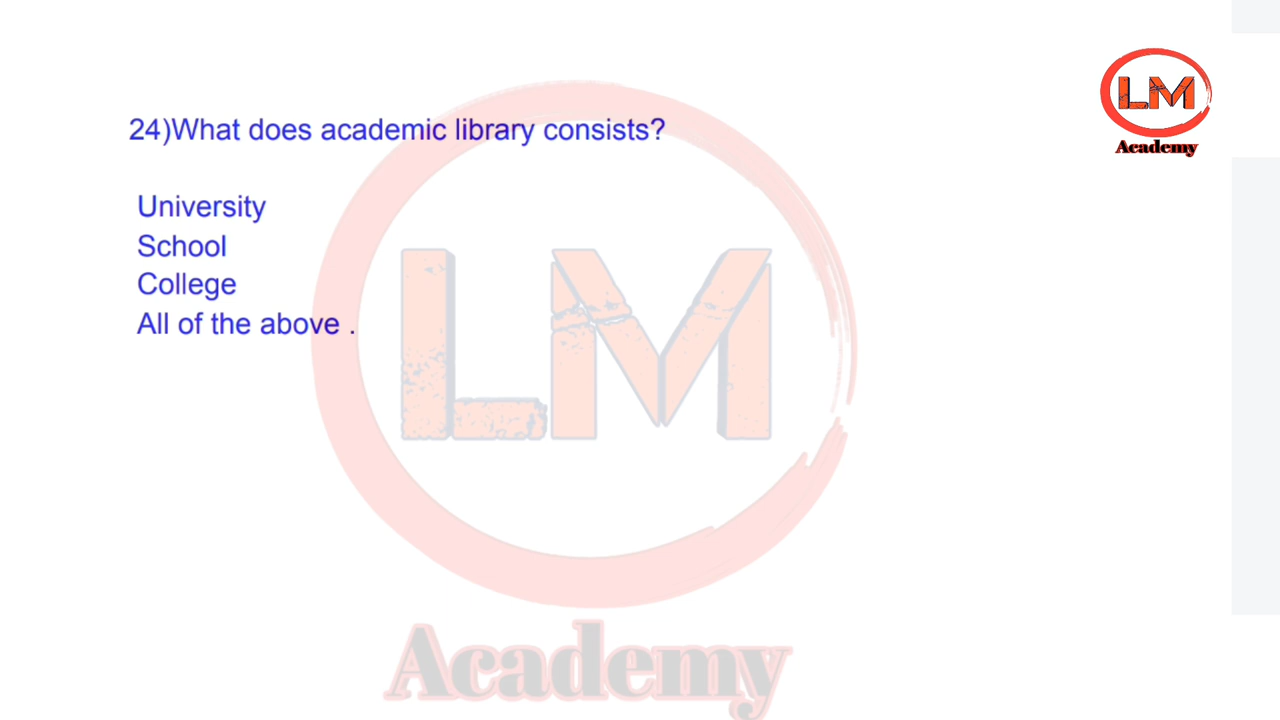 24)What does academic library consists?
University
School
College
All of the above .
LM
Academy
LM
Academy